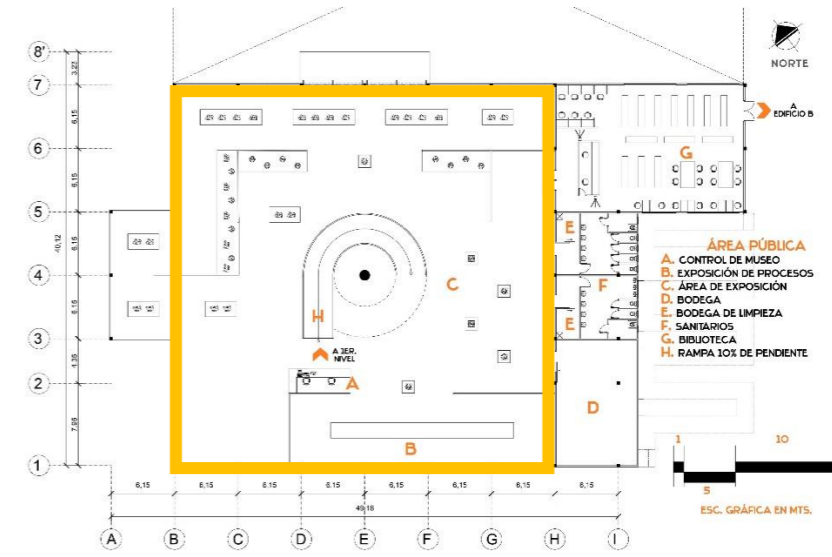 8'
3,23
NORTE
7
A
EDIFICIO B
6,15
6
G
6,15
5
E
ÁREA PÚBLICA
A. CONTROL DE MUSEO
B. EXPOSICIÓN DE PROCESOS
C. ÁREA DE EXPOSICIÓN
D. BODEGA
E. BODEGA DE LIMPIEZA
F. SANITARIOS
G. BIBLIOTECA
H. RAMPA 10% DE PENDIENTE
40,12
6,15
4
C
F
6,15
H
E
3
A 1ER.
NIVEL
4,35
2
A
D
7,95
B
1
1
10
5
ESC. GRÁFICA EN MTS.
6,15
6,15
6,15
6,15
6,15
6,15
6,15
6,15
49,18
A
B
C
D
E
F
G
H
I